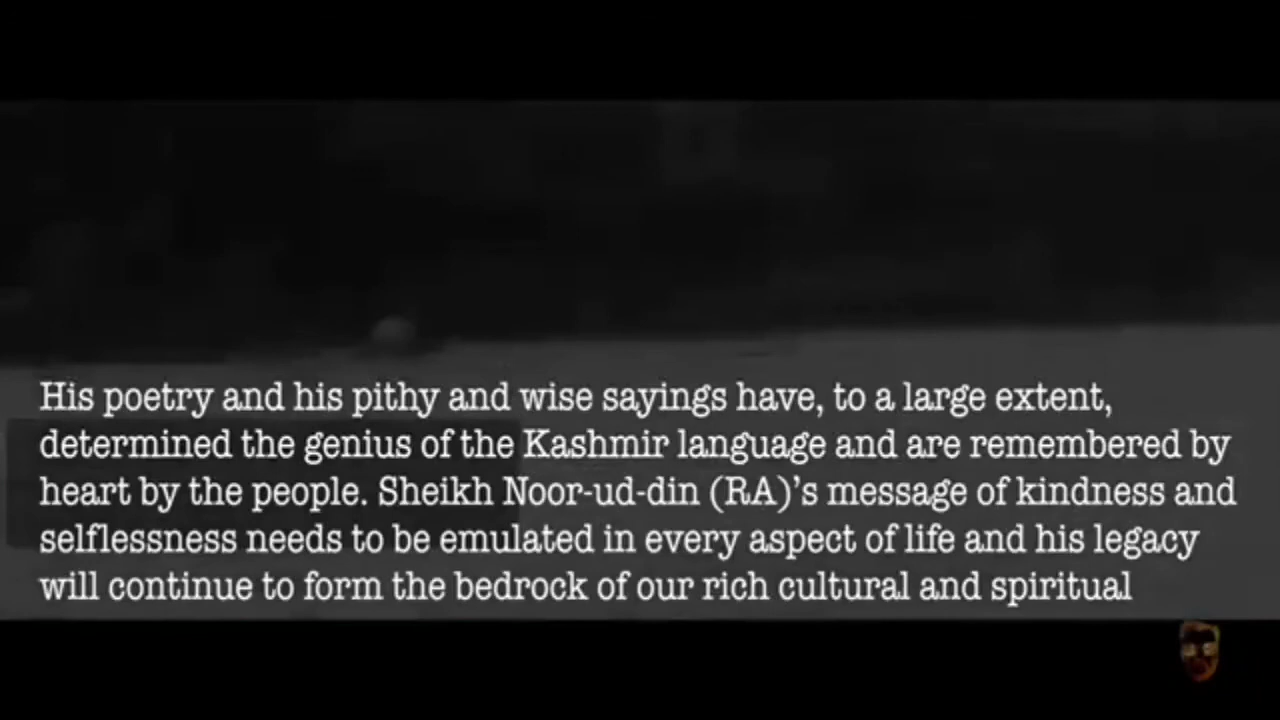 His poetry and his pithy and wise sayings have, to a large extent,
determined the genius of the Kashmir language and are remembered by
heart by the people. Sheikh Noor-ud-din (RA)'s message of kindness and
selflessness needs to be emulated in every aspect of life and his legacy
will continue to form the bedrock of our rich cultural and spiritual